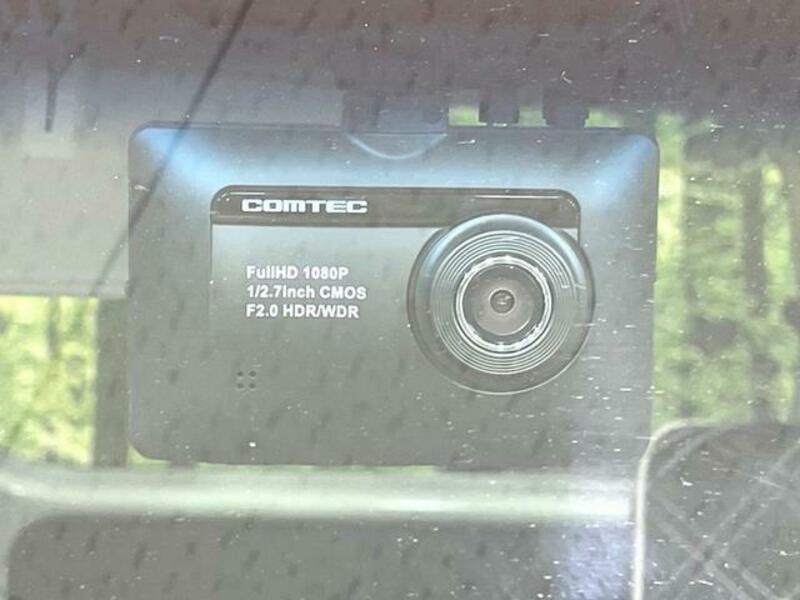 COMTEC
FullHD 1080P
1/2.7Inch CMOS
F2.0 HDR/WDR